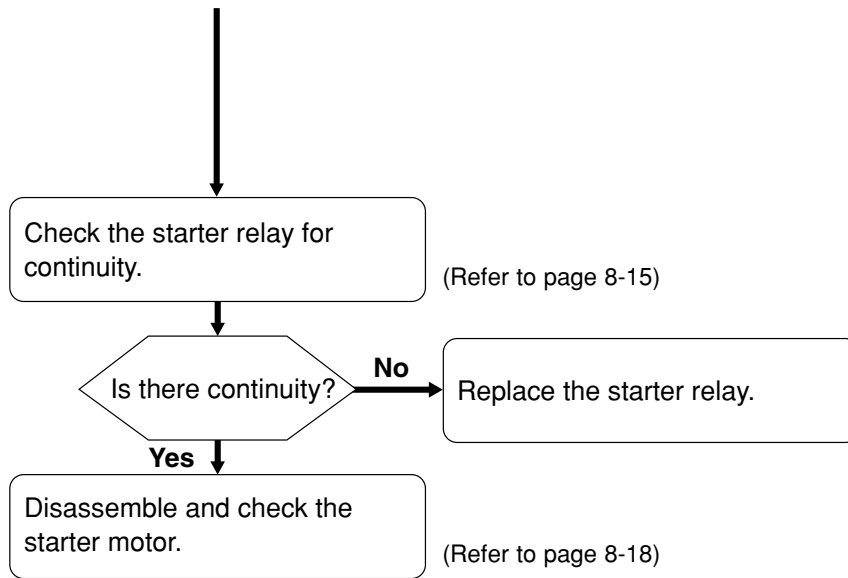 Check the starter relay for
continuity.
(Refer to page 8-15)
Is there continuity?
No
Replace the starter relay.
Yes
Disassemble and check the
starter motor.
(Refer to page 8-18)